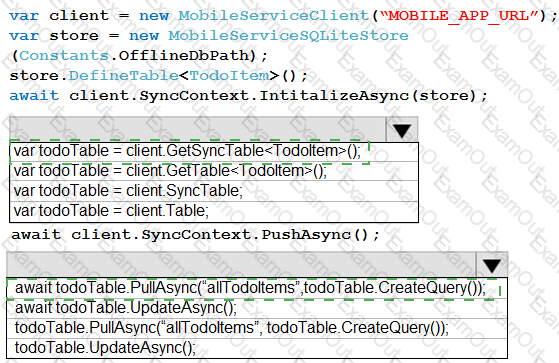 var client = new MobileServiceClient(“MOBILE_APP_URL”);
var store = new MobileServiceSQLiteStore
(Constants.OfflineDbPath);
store.DefineTable<TodoItem>();
await client.SyncContext.IntitalizeAsync(store);
var todoTable = client.GetSyncTable<TodoItem>();
var todoTable = client.GetTable<TodoItem>();
var todoTable = client.SyncTable;
var todoTable = client.Table;
await client.SyncContext.PushAsync();
await todoTable.PullAsync(“allTodoItems”,todoTable.CreateQuery());
await todoTable.UpdateAsync();
todoTable.PullAsync(“allTodoItems”, todoTable.CreateQuery());
todoTable.UpdateAsync();